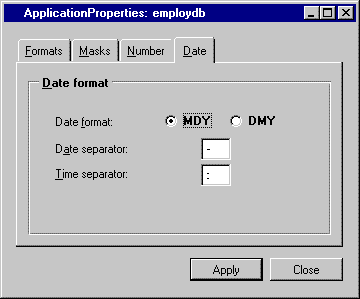 ApplicationProperties: employdb
Formats Masks Number Date
Date format
Date format: MDY DMY
Date separator: -
Time separator: :
Apply Close